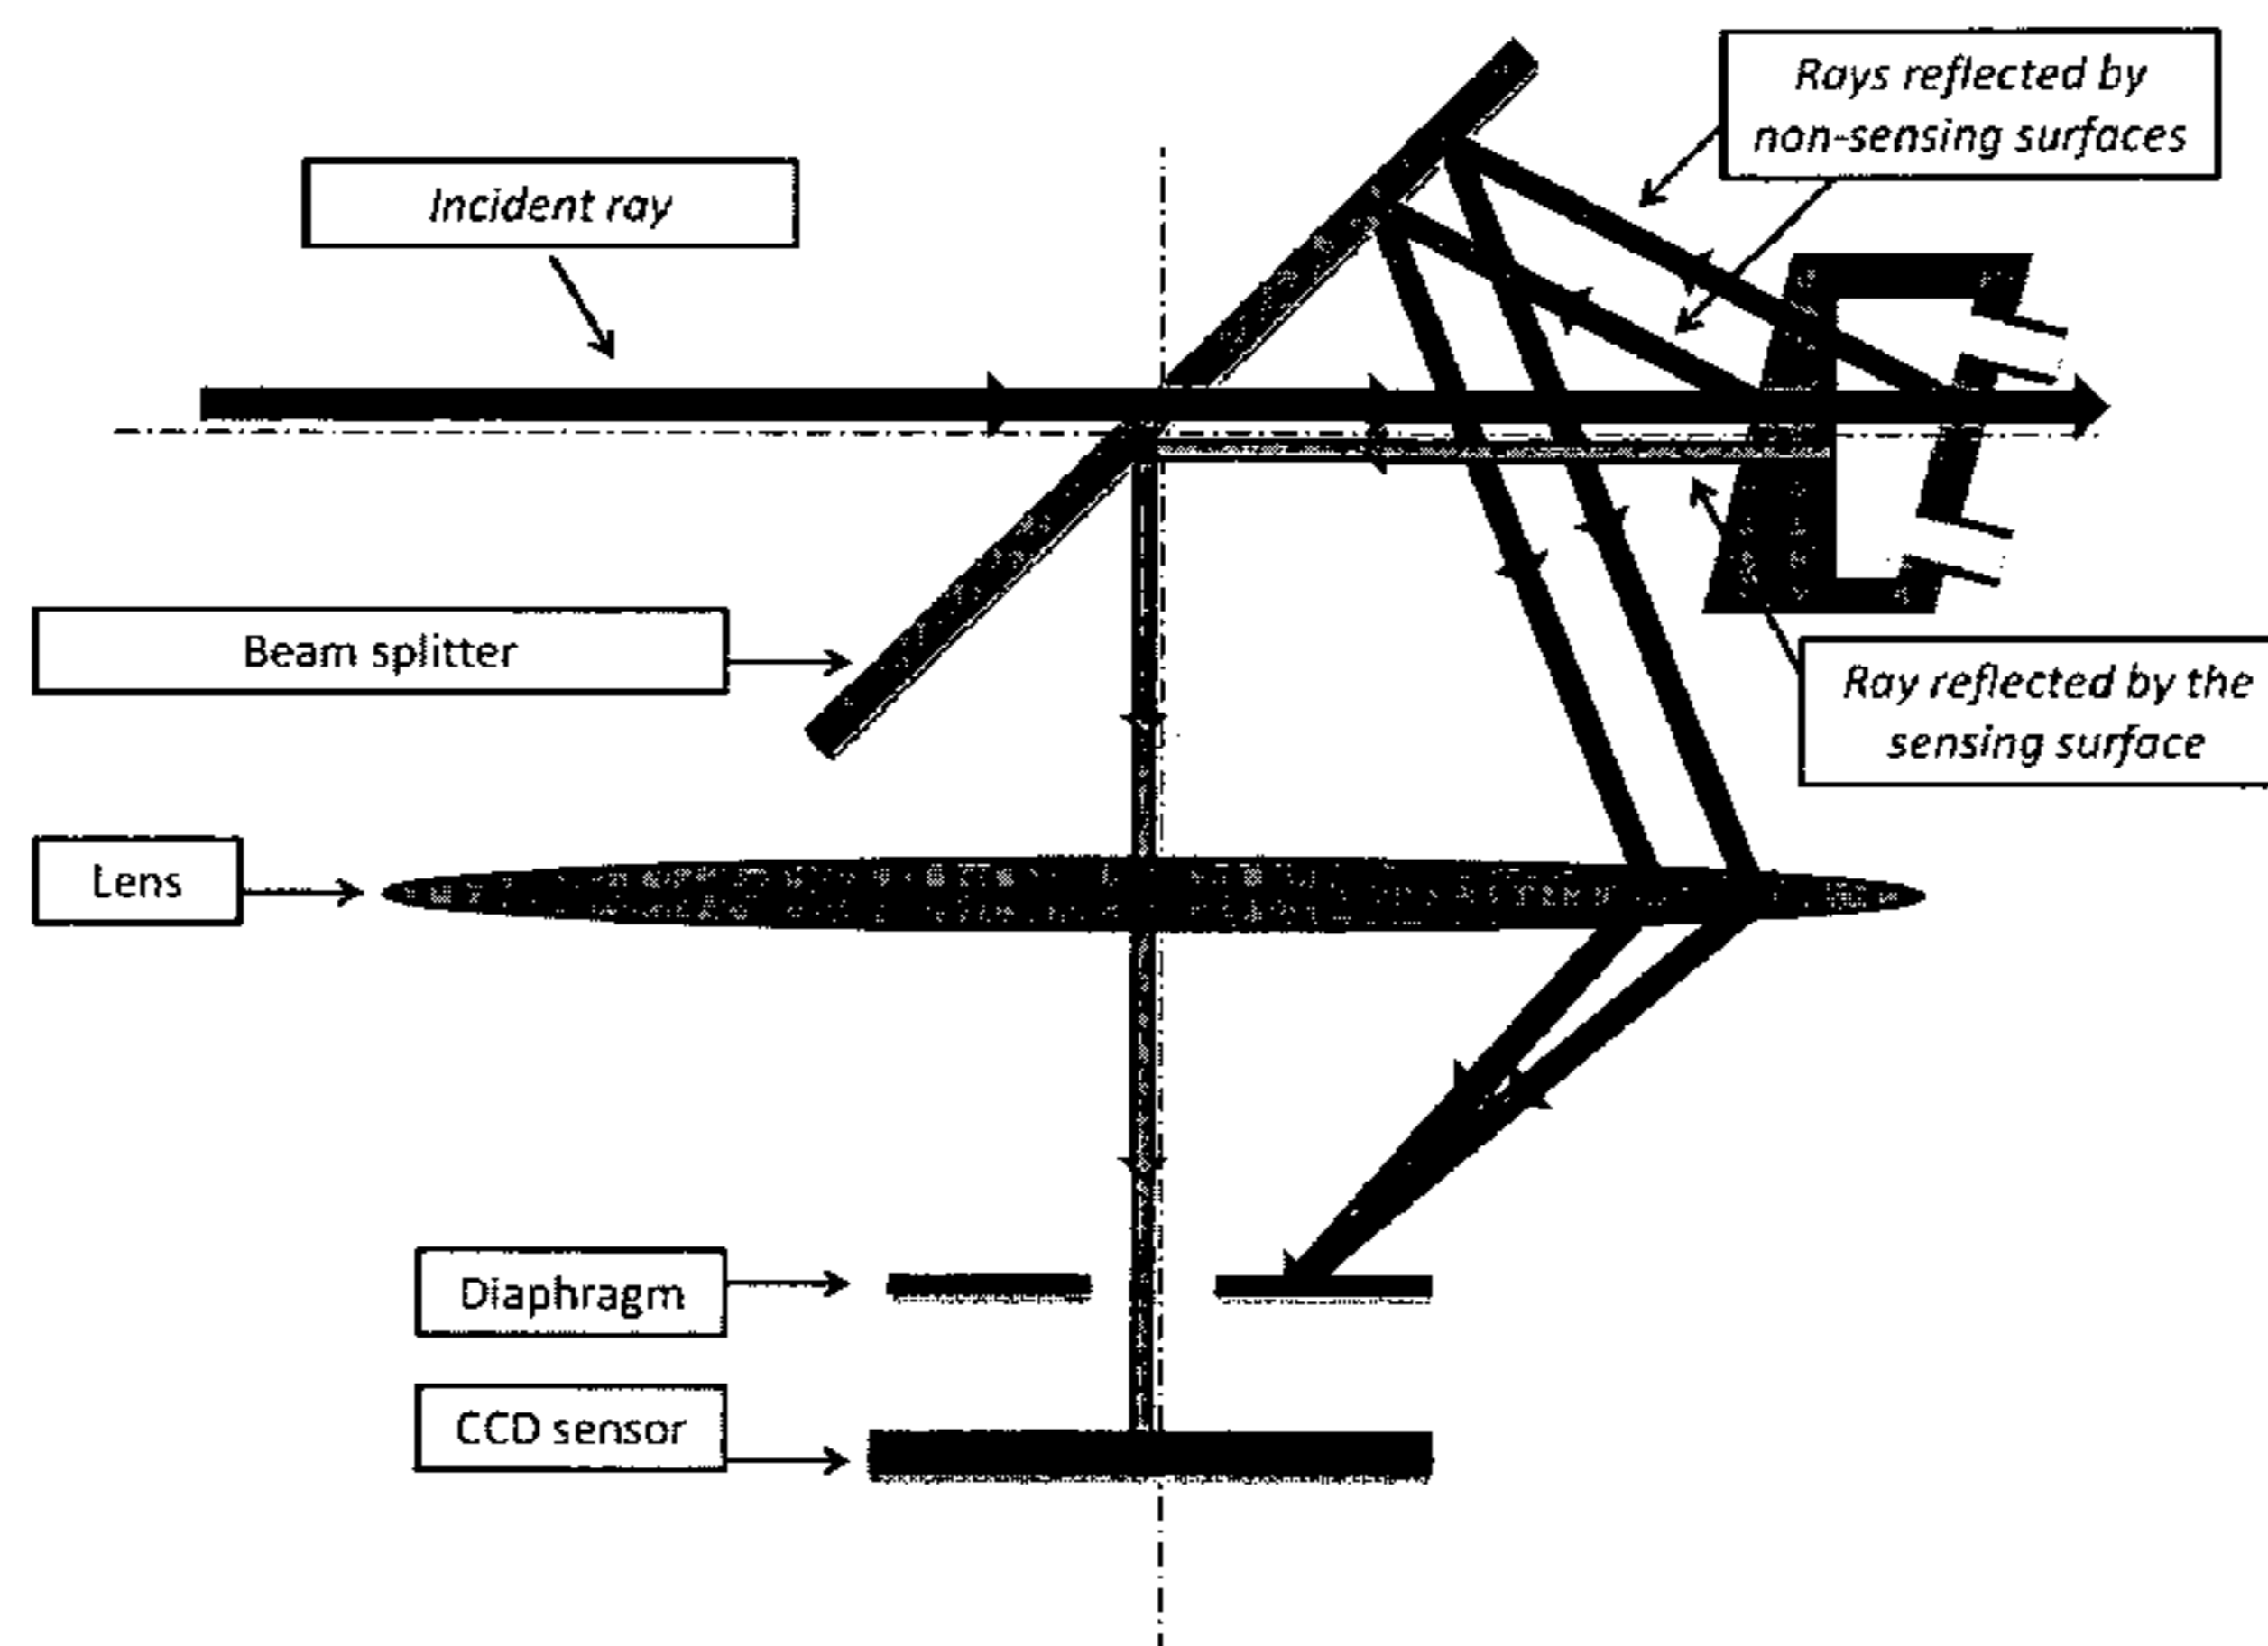 Rays reflected by
non-sensing surfaces
Incident ray
Beam splitter
Ray reflected by the
sensing surface
Lens
Diaphragm
CCD sensor